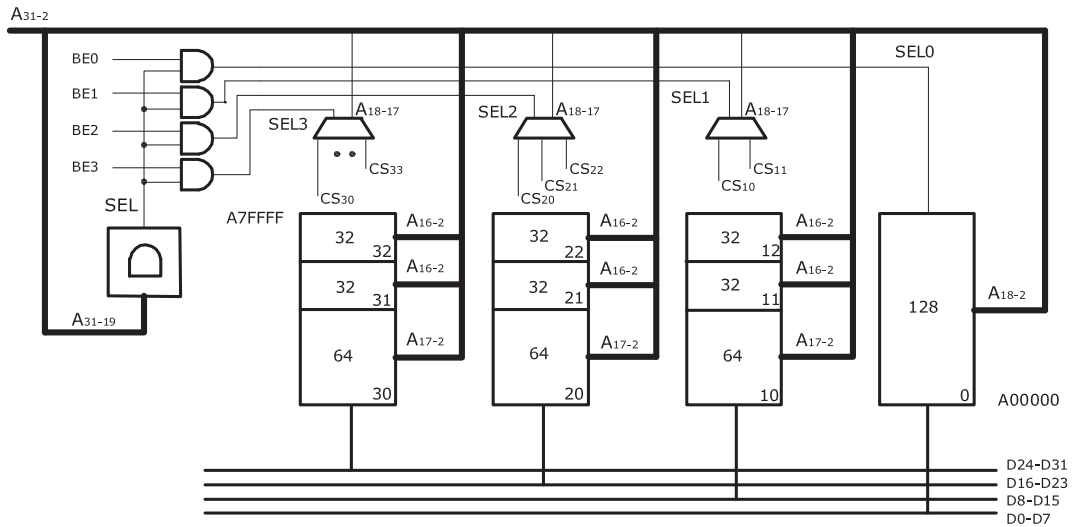 A31-2
BE0
BE1
BE2
BE3
SEL
A31-19
SEL3
A18-17
CS33
CS30
SEL2
A18-17
CS22
CS21
CS20
SEL1
A18-17
CS11
CS10
SEL0
A7FFFF
32
32
A16-2
32
31
A16-2
64
30
A17-2
32
22
A16-2
32
21
A16-2
64
20
A17-2
32
12
A16-2
32
11
A16-2
64
10
A17-2
128
0
A18-2
A00000
D24-D31
D16-D23
D8-D15
D0-D7